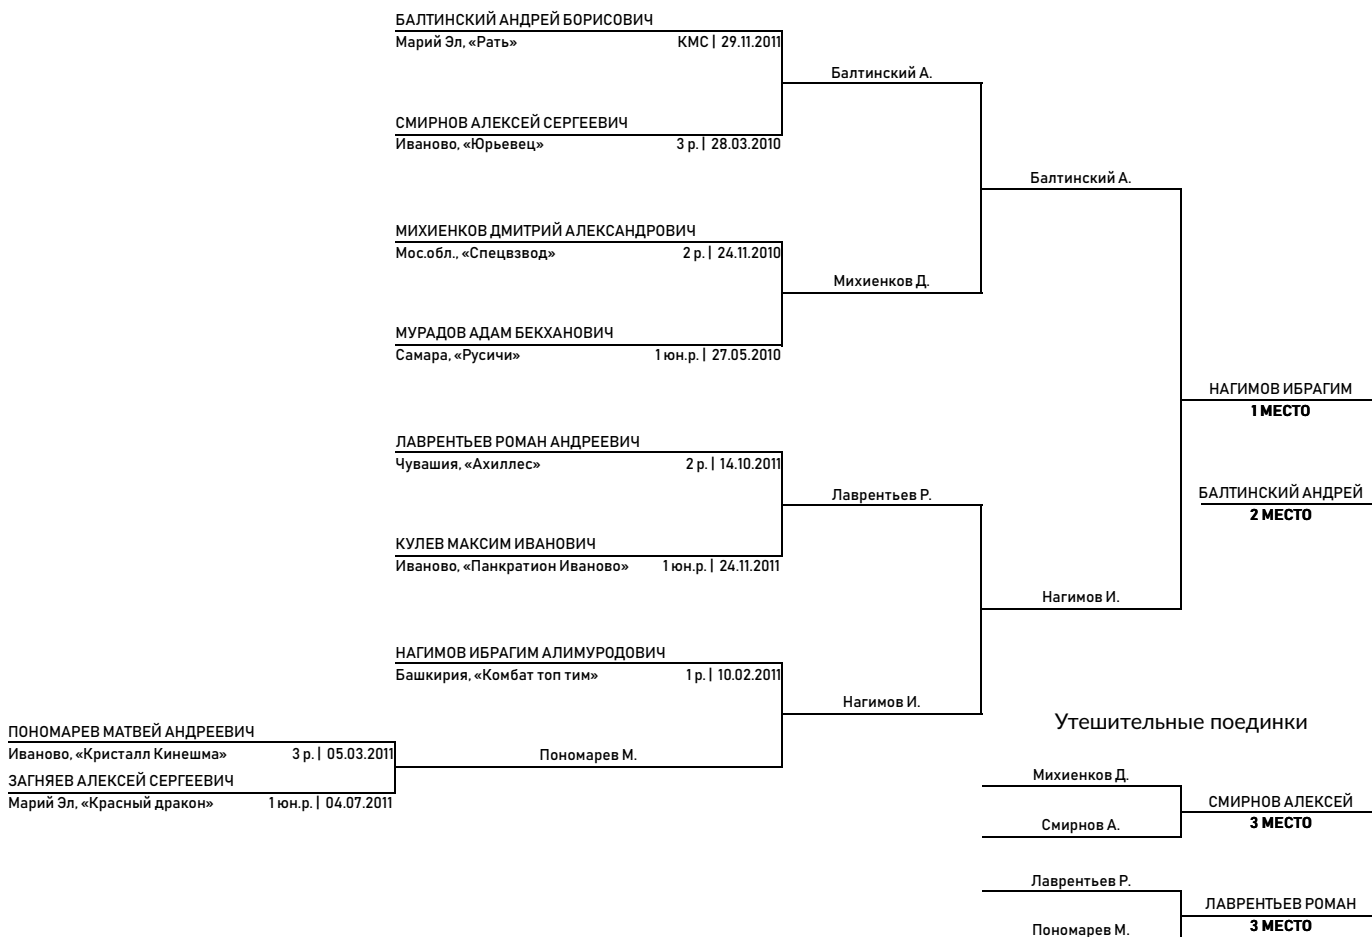 БАЛТИНСКИЙ АНДРЕЙ БОРИСОВИЧ
Марий Эл, «Рать» КМС | 29.11.2011
Балтинский А.
СМИРНОВ АЛЕКСЕЙ СЕРГЕЕВИЧ
Иваново, «Юрьевец» 3 р. | 28.03.2010
Балтинский А.
МИХИЕНКОВ ДМИТРИЙ АЛЕКСАНДРОВИЧ
Мос.обл., «Спецвзвод» 2 р. | 24.11.2010
Михиенков Д.
МУРАДОВ АДАМ БЕКХАНОВИЧ
Самара, «Русичи» 1 юн.р. | 27.05.2010
НАГИМОВ ИБРАГИМ
1 МЕСТО
ЛАВРЕНТЬЕВ РОМАН АНДРЕЕВИЧ
Чувашия, «Ахиллес» 2 р. | 14.10.2011
Лаврентьев Р.
БАЛТИНСКИЙ АНДРЕЙ
2 МЕСТО
КУЛЕВ МАКСИМ ИВАНОВИЧ
Иваново, «Панкратион Иваново» 1 юн.р. | 24.11.2011
Нагимов И.
НАГИМОВ ИБРАГИМ АЛИМУРОДОВИЧ
Башкирия, «Комбат топ тим» 1 р. | 10.02.2011
Нагимов И.
ПОНОМАРЕВ МАТВЕЙ АНДРЕЕВИЧ
Иваново, «Кристалл Кинешма» 3 р. | 05.03.2011
Пономарев М.
ЗАГНЯЕВ АЛЕКСЕЙ СЕРГЕЕВИЧ
Марий Эл, «Красный дракон» 1 юн.р. | 04.07.2011
Утешительные поединки
Михиенков Д.
СМИРНОВ АЛЕКСЕЙ
3 МЕСТО
Смирнов А.
Лаврентьев Р.
ЛАВРЕНТЬЕВ РОМАН
3 МЕСТО
Пономарев М.